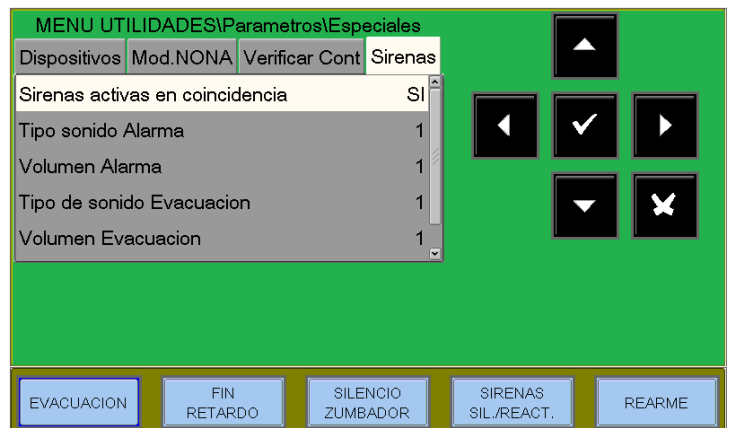 MENU UTILIDADES\Parametros\Especiales
Dispositivos Mod.NONA Verificar Cont Sirenas
Sirenas activas en coincidencia SI
Tipo sonido Alarma 1
Volumen Alarma 1
Tipo de sonido Evacuacion 1
Volumen Evacuacion 1
EVACUACION
FIN
RETARDO
SILENCIO
ZUMBADOR
SIRENAS
SIL./REACT.
REARME